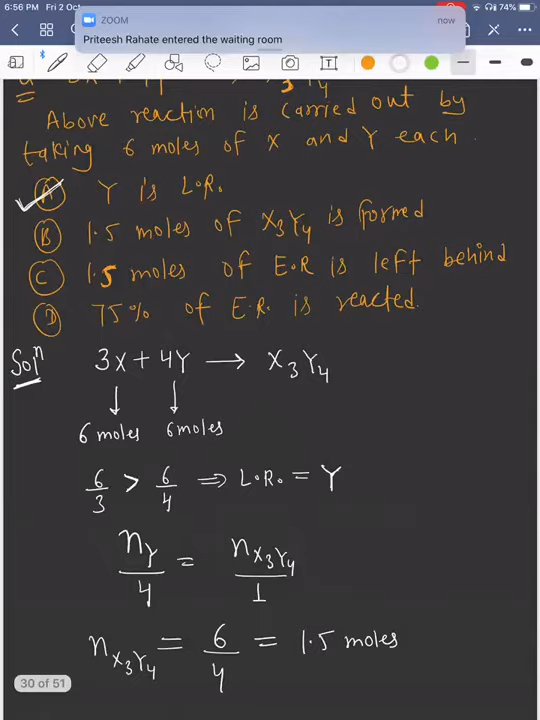 6:56 PM Fri 2 Oct 74%
ZOOM now
Priteesh Rahate entered the waiting room
X3Y4
Above reaction is carried out by
taking 6 moles of X and Y each.
(A) Y is L.R.
(B) 1.5 moles of X3Y4 is formed
(C) 1.5 moles of E.R is left behind
(D) 75% of E.R. is reacted.
Solⁿ 3X + 4Y → X3Y4
6 moles 6 moles
6/3 > 6/4 ⇒ L.R. = Y
nY/4 = nX3Y4/1
nX3Y4 = 6/4 = 1.5 moles
30 of 51